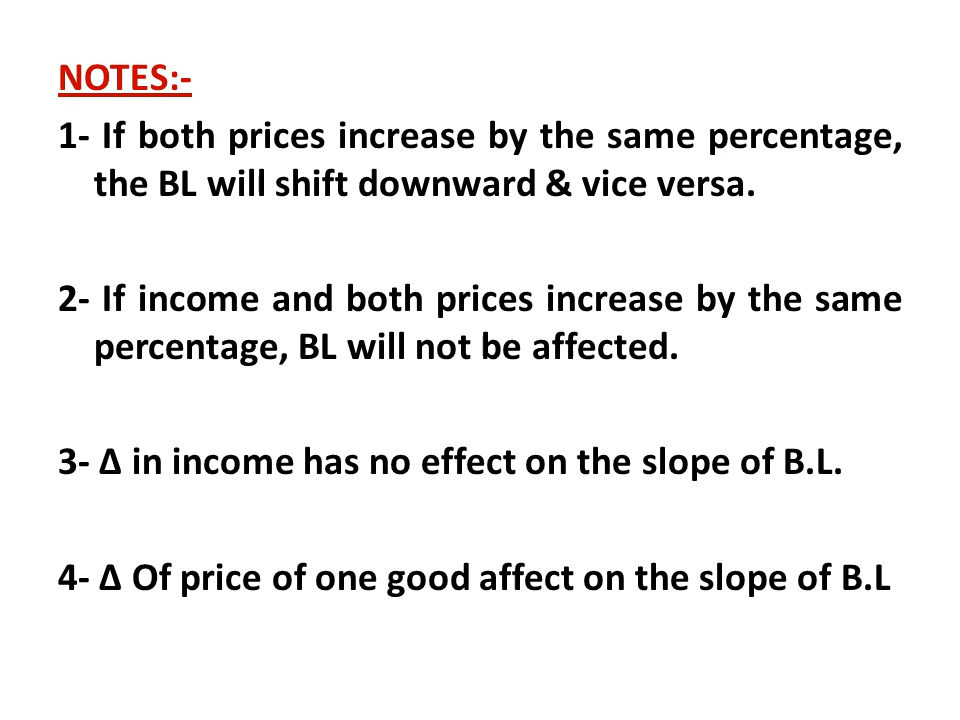 NOTES:-
1- If both prices increase by the same percentage,
the BL will shift downward & vice versa.
2- If income and both prices increase by the same
percentage, BL will not be affected.
3- Δ in income has no effect on the slope of B.L.
4- Δ Of price of one good affect on the slope of B.L